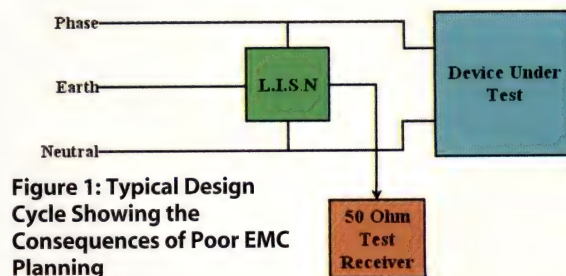 Phase
Earth
Neutral
L.I.S.N
Device Under
Test
50 Ohm
Test
Receiver
Figure 1: Typical Design
Cycle Showing the
Consequences of Poor EMC
Planning